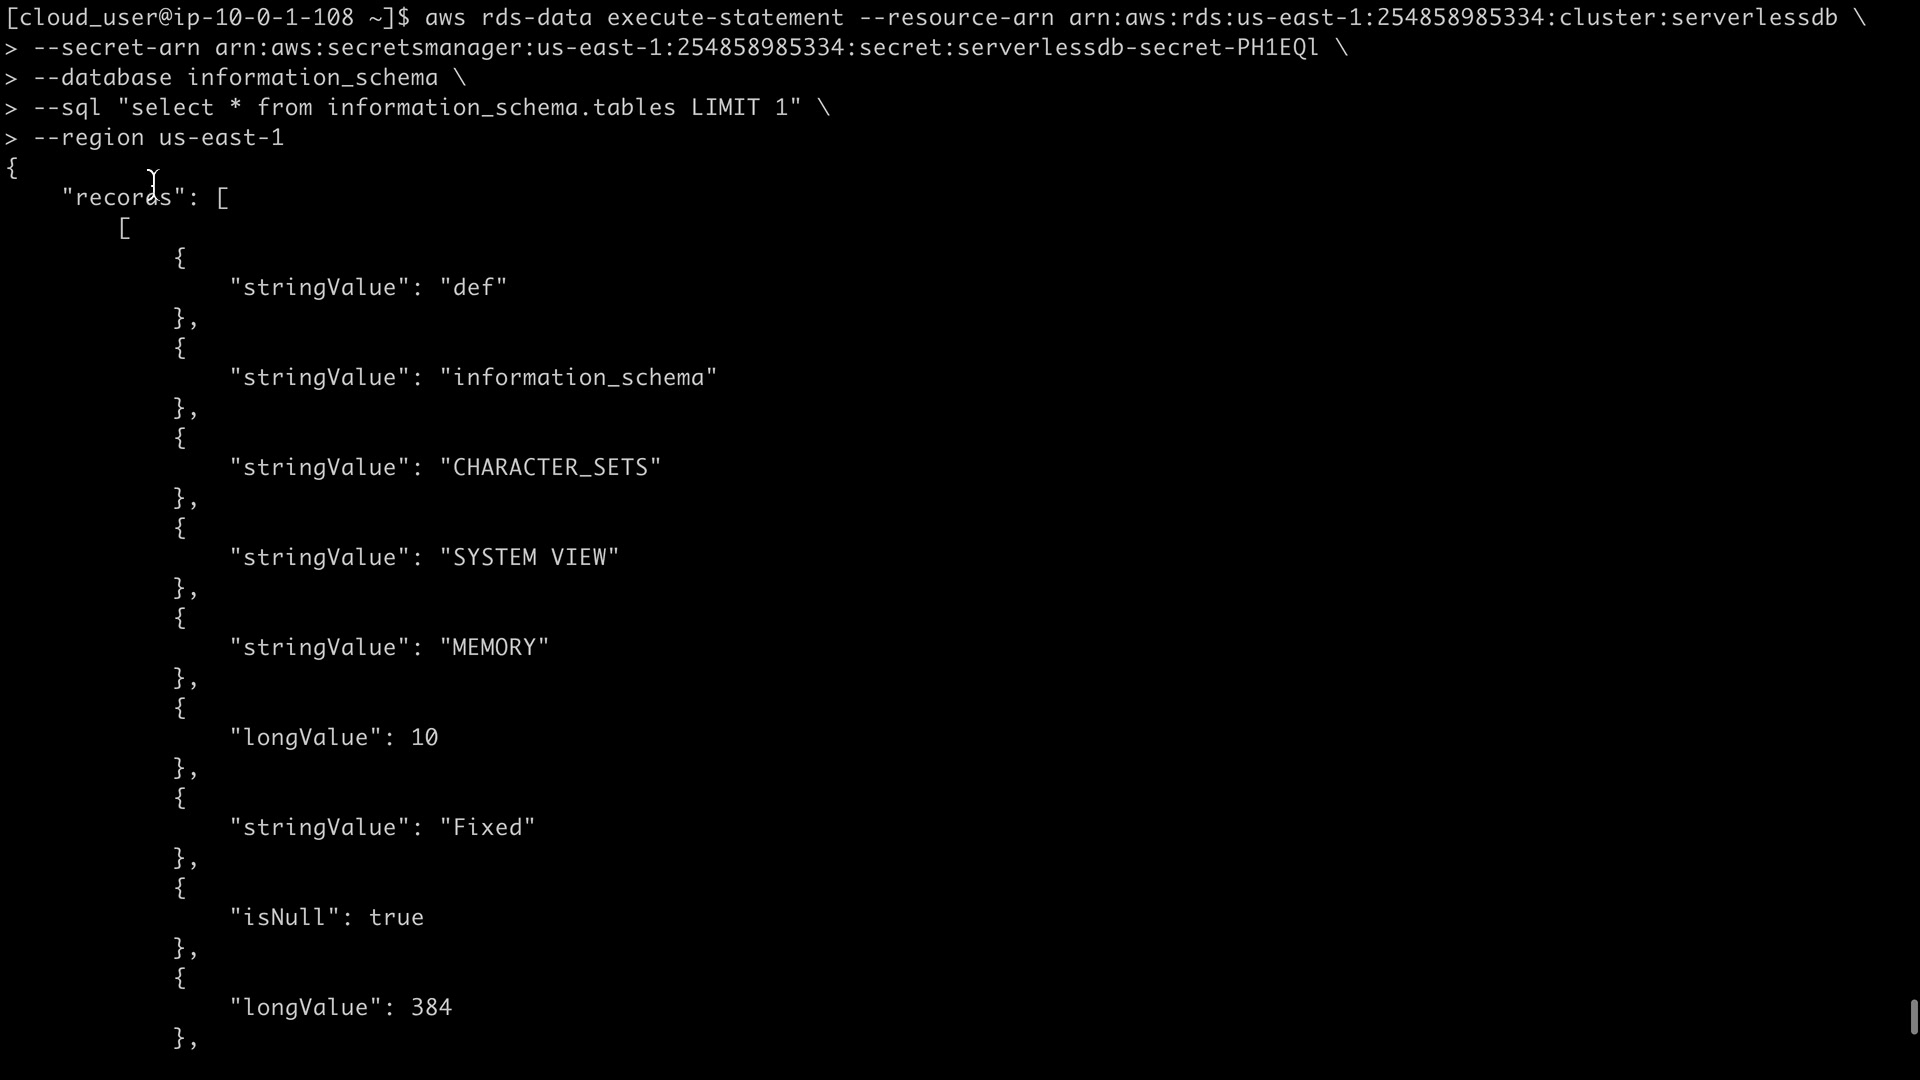 [cloud_user@ip-10-0-1-108 ~]$ aws rds-data execute-statement --resource-arn arn:aws:rds:us-east-1:254858985334:cluster:serverlessdb \
> --secret-arn arn:aws:secretsmanager:us-east-1:254858985334:secret:serverlessdb-secret-PH1EQl \
> --database information_schema \
> --sql "select * from information_schema.tables LIMIT 1" \
> --region us-east-1
{
    "records": [
        [
            {
                "stringValue": "def"
            },
            {
                "stringValue": "information_schema"
            },
            {
                "stringValue": "CHARACTER_SETS"
            },
            {
                "stringValue": "SYSTEM VIEW"
            },
            {
                "stringValue": "MEMORY"
            },
            {
                "longValue": 10
            },
            {
                "stringValue": "Fixed"
            },
            {
                "isNull": true
            },
            {
                "longValue": 384
            },